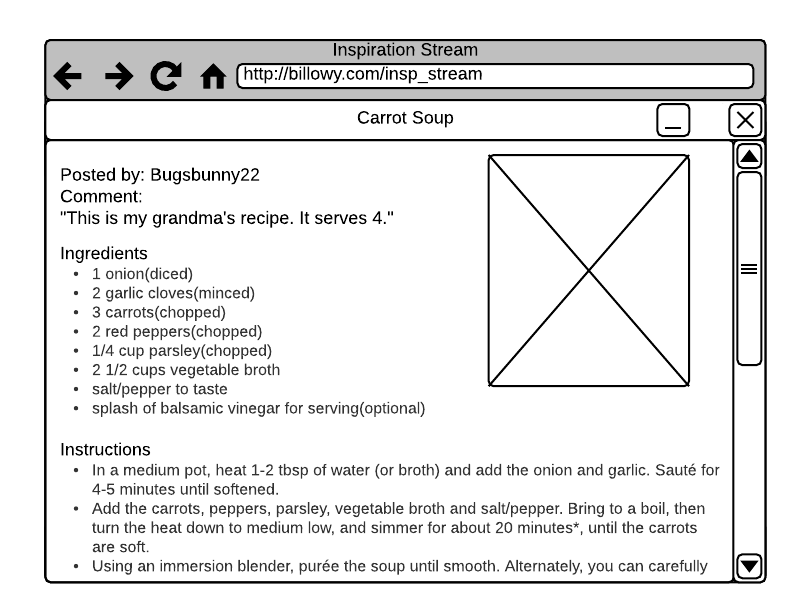 Inspiration Stream
http://billowy.com/insp_stream
Carrot Soup
Posted by: Bugsbunny22
Comment:
"This is my grandma's recipe. It serves 4."
Ingredients
• 1 onion(diced)
• 2 garlic cloves(minced)
• 3 carrots(chopped)
• 2 red peppers(chopped)
• 1/4 cup parsley(chopped)
• 2 1/2 cups vegetable broth
• salt/pepper to taste
• splash of balsamic vinegar for serving(optional)
Instructions
• In a medium pot, heat 1-2 tbsp of water (or broth) and add the onion and garlic. Sauté for
4-5 minutes until softened.
• Add the carrots, peppers, parsley, vegetable broth and salt/pepper. Bring to a boil, then
turn the heat down to medium low, and simmer for about 20 minutes*, until the carrots
are soft.
• Using an immersion blender, purée the soup until smooth. Alternately, you can carefully